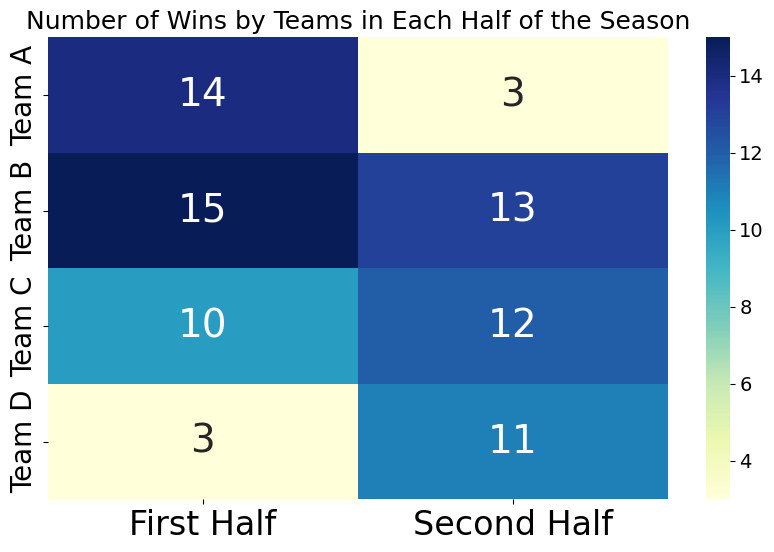 Number of Wins by Teams in Each Half of the Season
Team A
14
3
Team B
15
13
Team C
10
12
Team D
3
11
First Half
Second Half
14
12
10
8
6
4